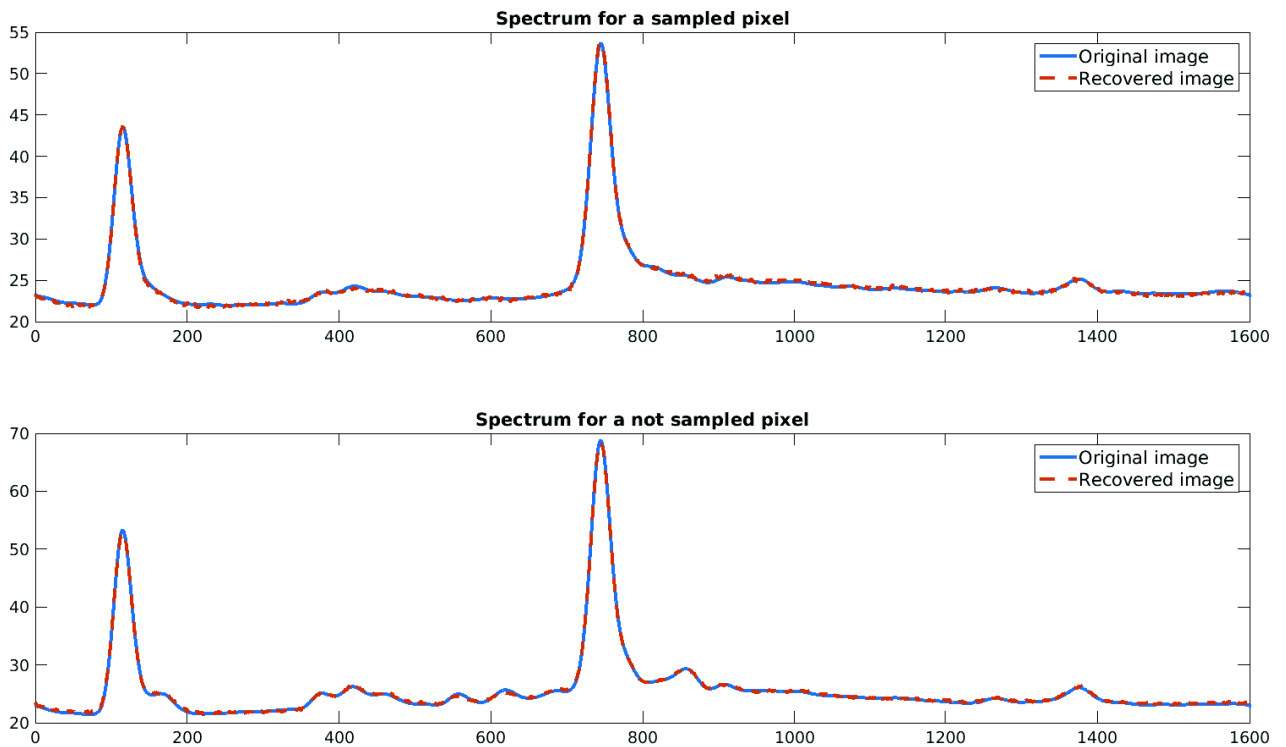 Spectrum for a sampled pixel
55
50
45
40
35
30
25
20
0 200 400 600 800 1000 1200 1400 1600
Original image
Recovered image
Spectrum for a not sampled pixel
70
60
50
40
30
20
0 200 400 600 800 1000 1200 1400 1600
Original image
Recovered image